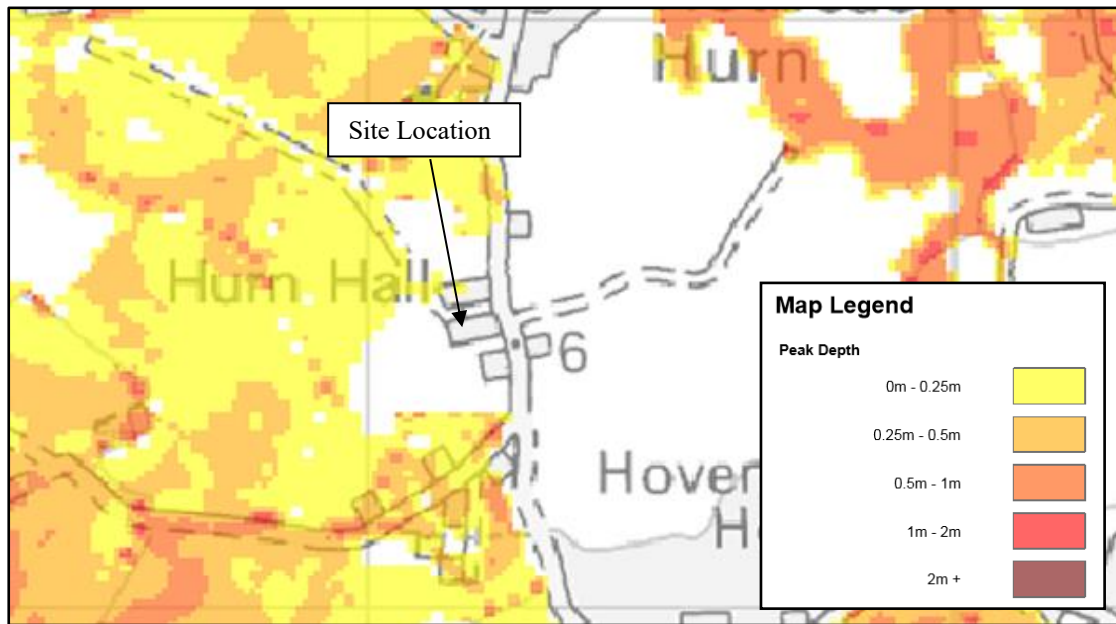 Hurn
Site Location
Hurn Hall
6
Hover
H
Map Legend
Peak Depth
0m - 0.25m
0.25m - 0.5m
0.5m - 1m
1m - 2m
2m +